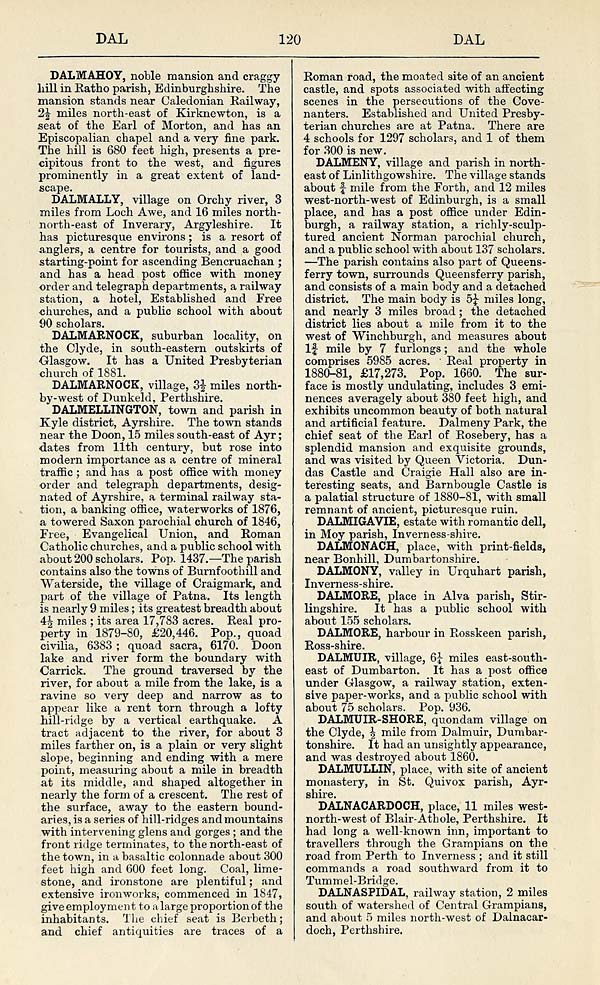 DAL 120 DAL
DALMAHOY, noble mansion and craggy
hill in Ratho parish, Edinburghshire. The
mansion stands near Caledonian Railway,
2½ miles north-east of Kirknewton, is a
seat of the Earl of Morton, and has an
Episcopalian chapel and a very fine park.
The hill is 680 feet high, presents a pre-
cipitous front to the west, and figures
prominently in a great extent of land-
scape.
DALMALLY, village on Orchy river, 3
miles from Loch Awe, and 16 miles north-
north-east of Inverary, Argyleshire. It
has picturesque environs; is a resort of
anglers, a centre for tourists, and a good
starting-point for ascending Bencruachan;
and has a head post office with money
order and telegraph departments, a railway
station, a hotel, Established and Free
churches, and a public school with about
90 scholars.
DALMARNOCK, suburban locality, on
the Clyde, in south-eastern outskirts of
Glasgow. It has a United Presbyterian
church of 1881.
DALMARNOCK, village, 3½ miles north-
by-west of Dunkeld, Perthshire.
DALMELLINGTON, town and parish in
Kyle district, Ayrshire. The town stands
near the Doon, 15 miles south-east of Ayr;
dates from 11th century, but rose into
modern importance as a centre of mineral
traffic; and has a post office with money
order and telegraph departments, desig-
nated of Ayrshire, a terminal railway sta-
tion, a banking office, waterworks of 1876,
a towered Saxon parochial church of 1846,
Free, Evangelical Union, and Roman
Catholic churches, and a public school with
about 200 scholars. Pop. 1437.—The parish
contains also the towns of Burnfoothill and
Waterside, the village of Craigmark, and
part of the village of Patna. Its length
is nearly 9 miles; its greatest breadth about
4½ miles; its area 17,783 acres. Real pro-
perty in 1879-80, £20,446. Pop., quoad
civilia, 6383; quoad sacra, 6170. Doon
lake and river form the boundary with
Carrick. The ground traversed by the
river, for about a mile from the lake, is a
ravine so very deep and narrow as to
appear like a rent torn through a lofty
hill-ridge by a vertical earthquake. A
tract adjacent to the river, for about 3
miles farther on, is a plain or very slight
slope, beginning and ending with a mere
point, measuring about a mile in breadth
at its middle, and shaped altogether in
nearly the form of a crescent. The rest of
the surface, away to the eastern bound-
aries, is a series of hill-ridges and mountains
with intervening glens and gorges; and the
front ridge terminates, to the north-east of
the town, in a basaltic colonnade about 300
feet high and 600 feet long. Coal, lime-
stone, and ironstone are plentiful; and
extensive ironworks, commenced in 1847,
give employment to a large proportion of the
inhabitants. The chief seat is Berbeth;
and chief antiquities are traces of a
Roman road, the moated site of an ancient
castle, and spots associated with affecting
scenes in the persecutions of the Cove-
nanters. Established and United Presby-
terian churches are at Patna. There are
4 schools for 1297 scholars, and 1 of them
for 300 is new.
DALMENY, village and parish in north-
east of Linlithgowshire. The village stands
about ¾ mile from the Forth, and 12 miles
west-north-west of Edinburgh, is a small
place, and has a post office under Edin-
burgh, a railway station, a richly-sculp-
tured ancient Norman parochial church,
and a public school with about 137 scholars.
—The parish contains also part of Queens-
ferry town, surrounds Queensferry parish,
and consists of a main body and a detached
district. The main body is 5¼ miles long,
and nearly 3 miles broad; the detached
district lies about a mile from it to the
west of Winchburgh, and measures about
1¾ mile by 7 furlongs; and the whole
comprises 5985 acres. Real property in
1880-81, £17,273. Pop. 1660. The sur-
face is mostly undulating, includes 3 emi-
nences averagely about 380 feet high, and
exhibits uncommon beauty of both natural
and artificial feature. Dalmeny Park, the
chief seat of the Earl of Rosebery, has a
splendid mansion and exquisite grounds,
and was visited by Queen Victoria. Dun-
das Castle and Craigie Hall also are in-
teresting seats, and Barnbougle Castle is
a palatial structure of 1880-81, with small
remnant of ancient, picturesque ruin.
DALMIGAVIE, estate with romantic dell,
in Moy parish, Inverness-shire.
DALMONACH, place, with print-fields,
near Bonhill, Dumbartonshire.
DALMONY, valley in Urquhart parish,
Inverness-shire.
DALMORE, place in Alva parish, Stir-
lingshire. It has a public school with
about 155 scholars.
DALMORE, harbour in Rosskeen parish,
Ross-shire.
DALMUIR, village, 6¼ miles east-south-
east of Dumbarton. It has a post office
under Glasgow, a railway station, exten-
sive paper-works, and a public school with
about 75 scholars. Pop. 936.
DALMUIR-SHORE, quondam village on
the Clyde, ½ mile from Dalmuir, Dumbar-
tonshire. It had an unsightly appearance,
and was destroyed about 1860.
DALMULLIN, place, with site of ancient
monastery, in St. Quivox parish, Ayr-
shire.
DALNACARDOCH, place, 11 miles west-
north-west of Blair-Athole, Perthshire. It
had long a well-known inn, important to
travellers through the Grampians on the
road from Perth to Inverness; and it still
commands a road southward from it to
Tummel-Bridge.
DALNASPIDAL, railway station, 2 miles
south of watershed of Central Grampians,
and about 5 miles north-west of Dalnacar-
doch, Perthshire.